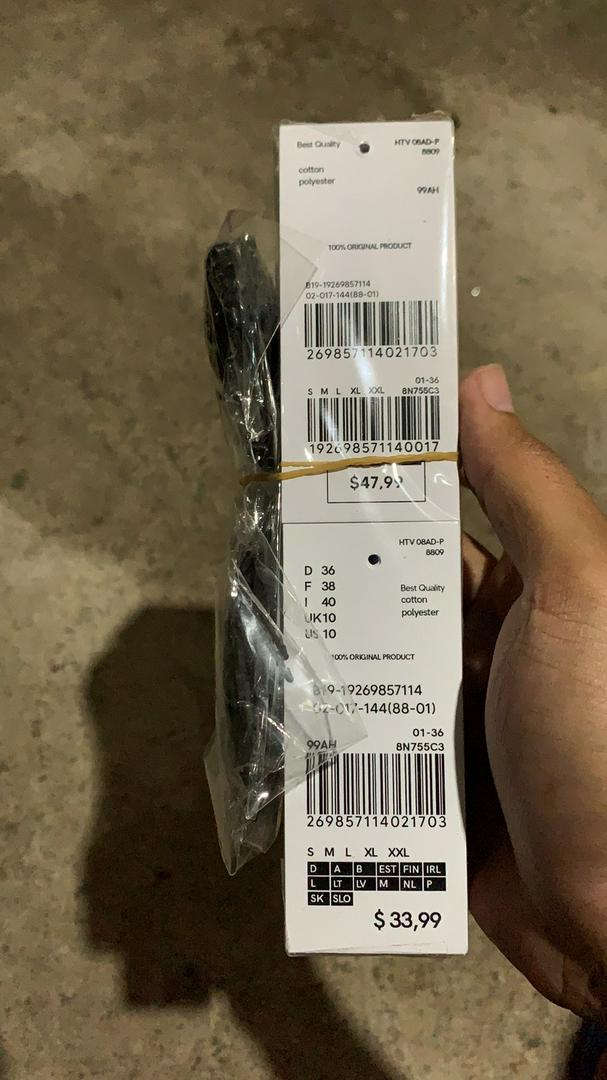 Best Quality
HTV 08AD-P
8809
cotton
polyester
99AH
100% ORIGINAL PRODUCT
B19-19269857114
02-017-144(88-01)
269857114021703
01-36
S M L XL XXL 8N755C3
192698571140017
$47,99
HTV 08AD-P
8809
D 36
F 38
I 40
UK10
US 10
Best Quality
cotton
polyester
100% ORIGINAL PRODUCT
B19-19269857114
02-017-144(88-01)
01-36
99AH 8N755C3
269857114021703
S M L XL XXL
D A B EST FIN IRL
L LT LV M NL P
SK SLO
$ 33,99